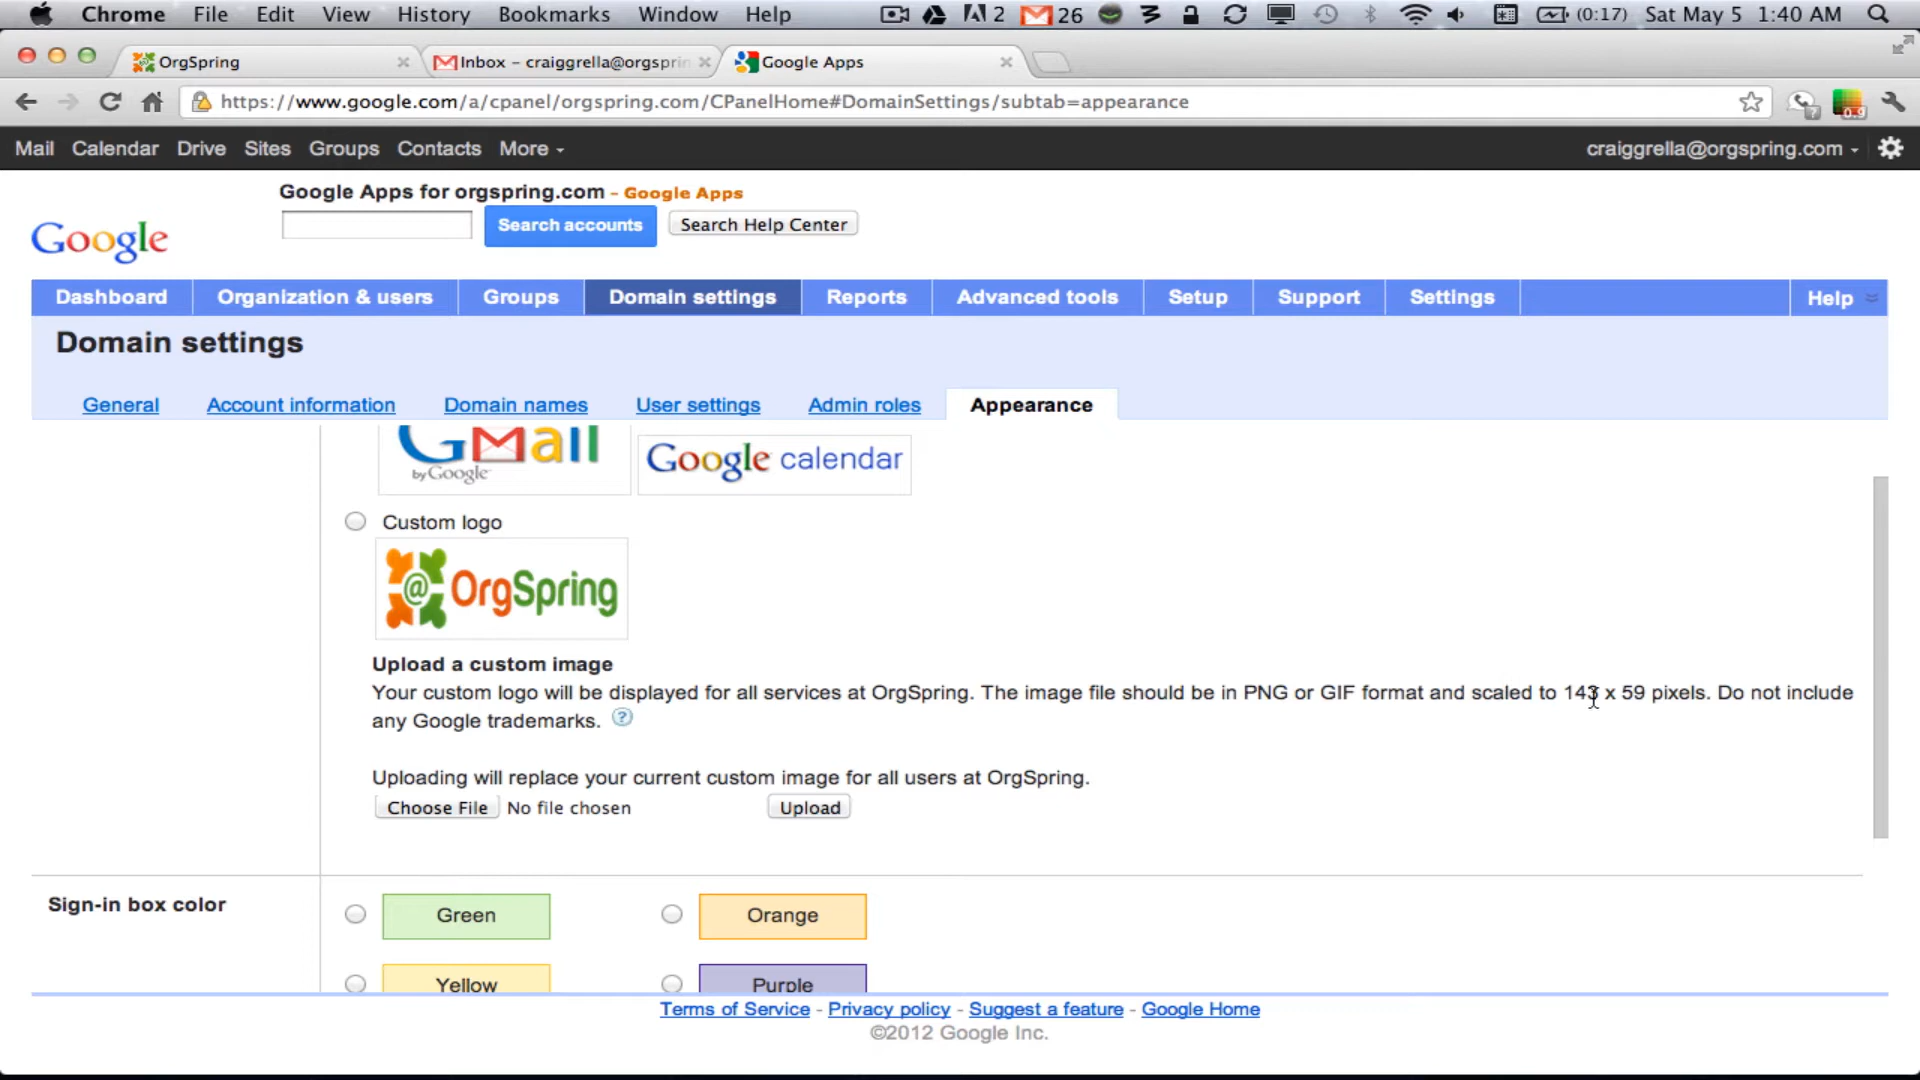 Chrome File Edit View History Bookmarks Window Help 2 26 (0:17) Sat May 5 1:40 AM
OrgSpring Inbox – craiggrella@orgsprin Google Apps
https://www.google.com/a/cpanel/orgspring.com/CPanelHome#DomainSettings/subtab=appearance
Mail Calendar Drive Sites Groups Contacts More craiggrella@orgspring.com
Google Apps for orgspring.com - Google Apps
Google
Search accounts Search Help Center
Dashboard Organization & users Groups Domain settings Reports Advanced tools Setup Support Settings Help
Domain settings
General Account information Domain names User settings Admin roles Appearance
GMail by Google Google calendar
Custom logo
@ OrgSpring
Upload a custom image
Your custom logo will be displayed for all services at OrgSpring. The image file should be in PNG or GIF format and scaled to 143 x 59 pixels. Do not include
any Google trademarks. ?
Uploading will replace your current custom image for all users at OrgSpring.
Choose File No file chosen Upload
Sign-in box color Green Orange
Yellow Purple
Terms of Service - Privacy policy - Suggest a feature - Google Home
©2012 Google Inc.